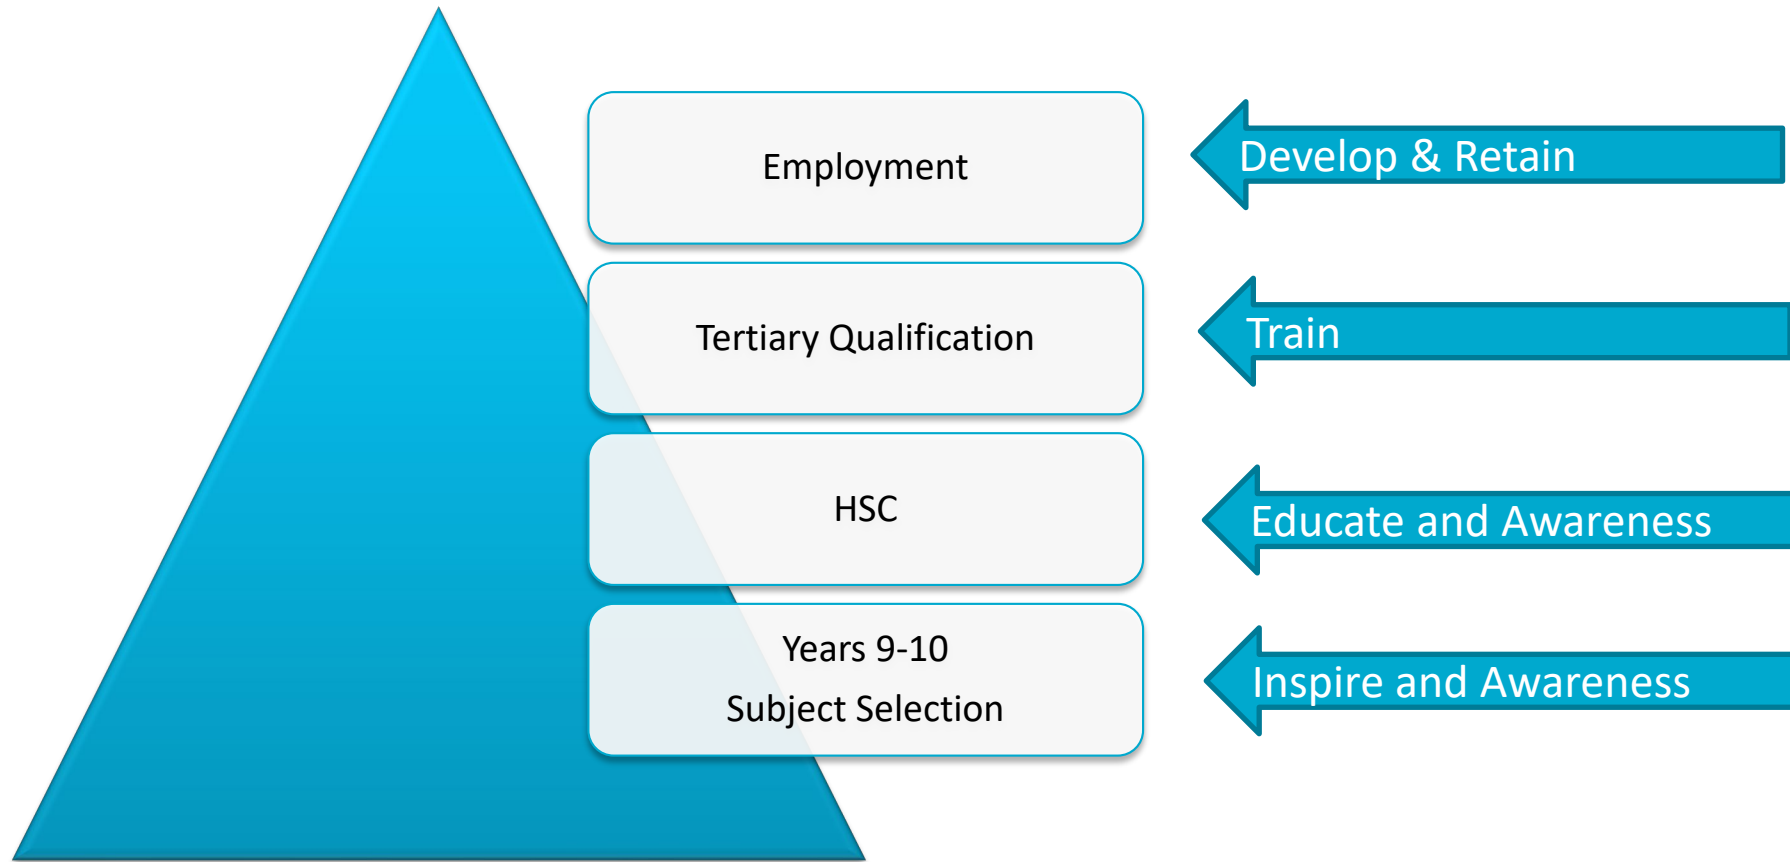 Employment
Develop & Retain
Tertiary Qualification
Train
HSC
Educate and Awareness
Years 9-10
Subject Selection
Inspire and Awareness